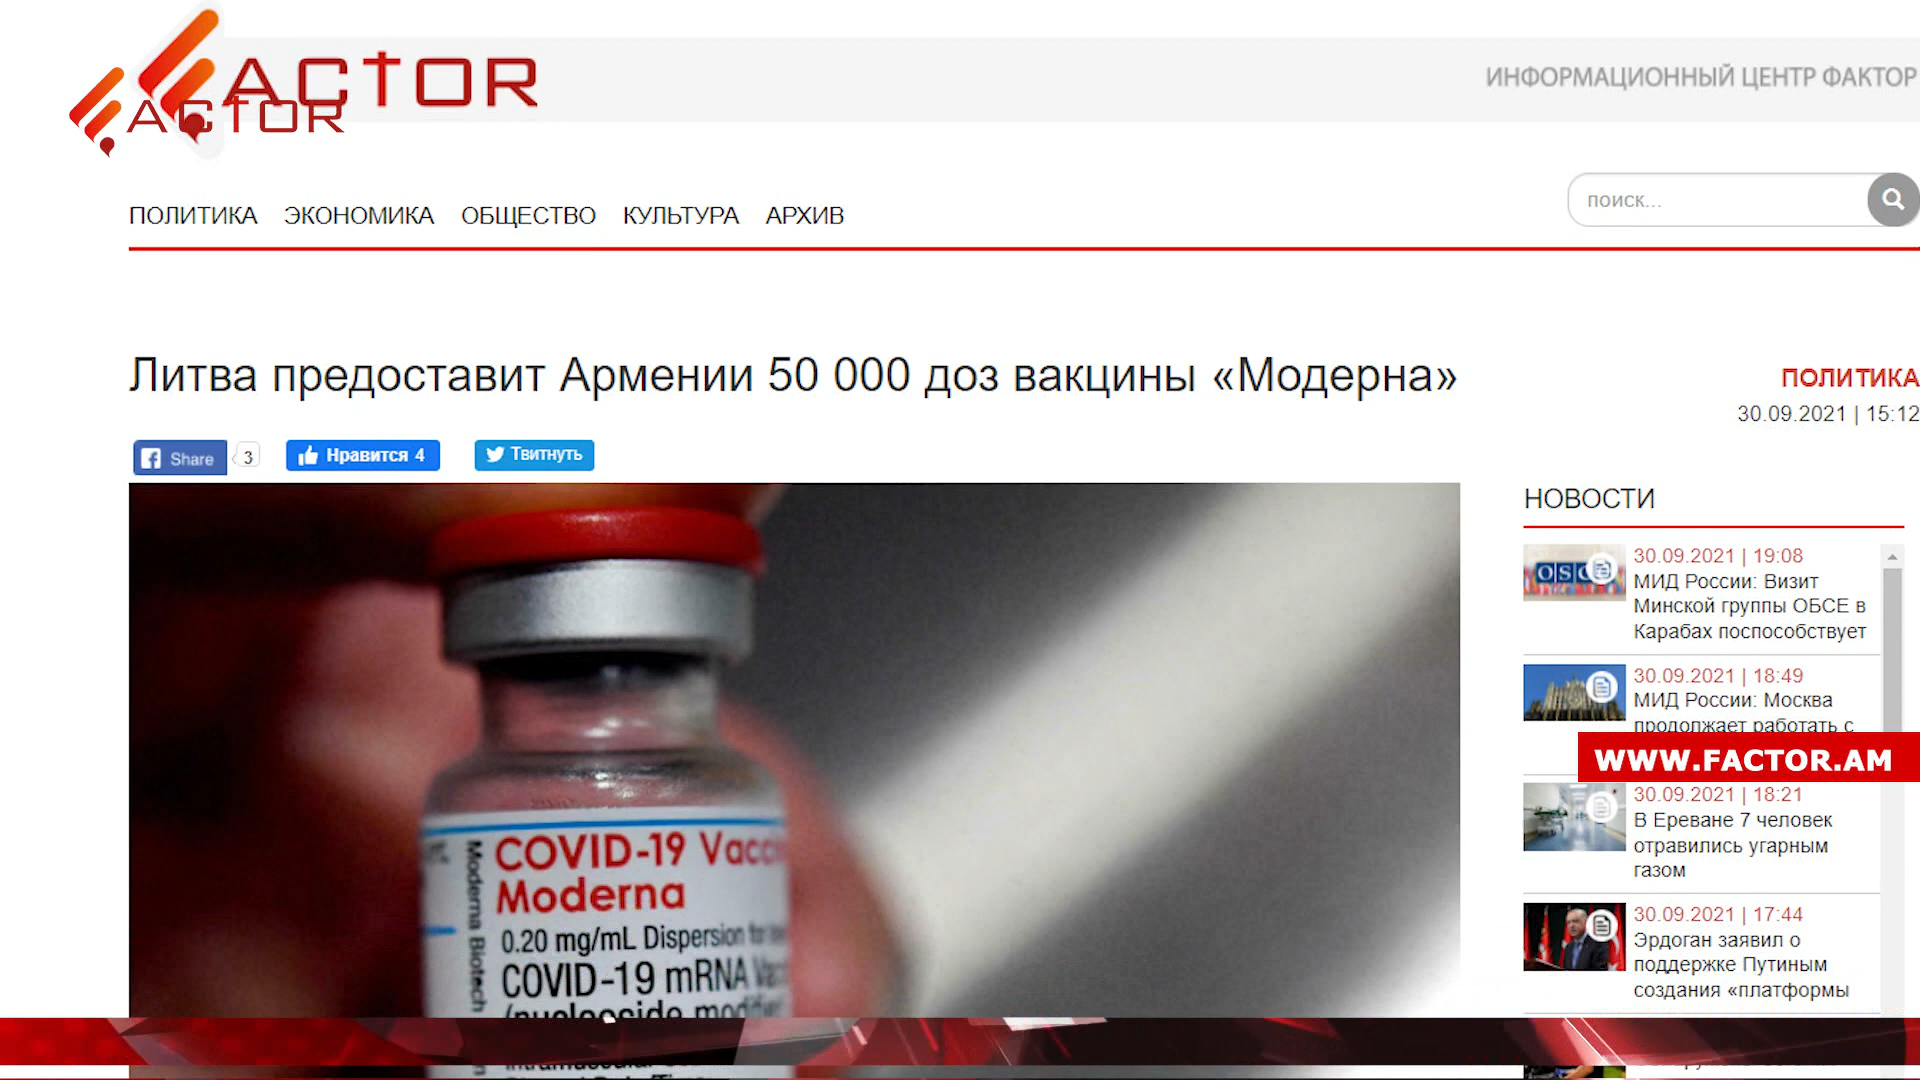 ACTOR
ACTOR
ИНФОРМАЦИОННЫЙ ЦЕНТР ФАКТОР
поиск...
ПОЛИТИКА ЭКОНОМИКА ОБЩЕСТВО КУЛЬТУРА АРХИВ
Литва предоставит Армении 50 000 доз вакцины «Модерна»
ПОЛИТИКА
30.09.2021 | 15:12
Share 3 Нравится 4 Твитнуть
НОВОСТИ
30.09.2021 | 19:08
МИД России: Визит
Минской группы ОБСЕ в
Карабах поспособствует
30.09.2021 | 18:49
МИД России: Москва
продолжает работать с
WWW.FACTOR.AM
30.09.2021 | 18:21
В Ереване 7 человек
отравились угарным
газом
30.09.2021 | 17:44
Эрдоган заявил о
поддержке Путиным
создания «платформы
COVID-19
Moderna
0.20 mg/mL Dispersion for
COVID-19 mRNA
Moderna Biotech